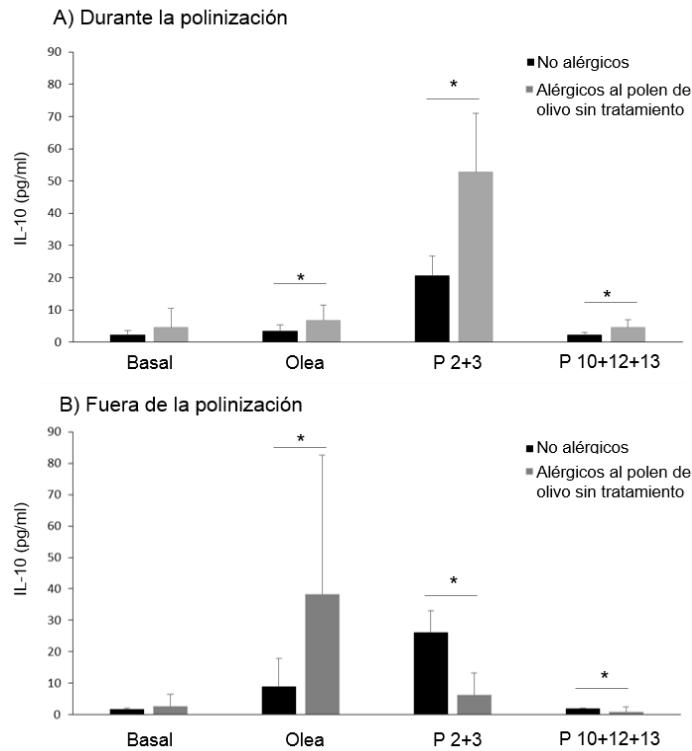 A) Durante la polinización
90
80
70
60
50
40
30
20
10
0
IL-10 (pg/ml)
No alérgicos
Alérgicos al polen de
olivo sin tratamiento
*
*
*
Basal
Olea
P 2+3
P 10+12+13
B) Fuera de la polinización
90
80
70
60
50
40
30
20
10
0
IL-10 (pg/ml)
No alérgicos
Alérgicos al polen de
olivo sin tratamiento
*
*
*
Basal
Olea
P 2+3
P 10+12+13